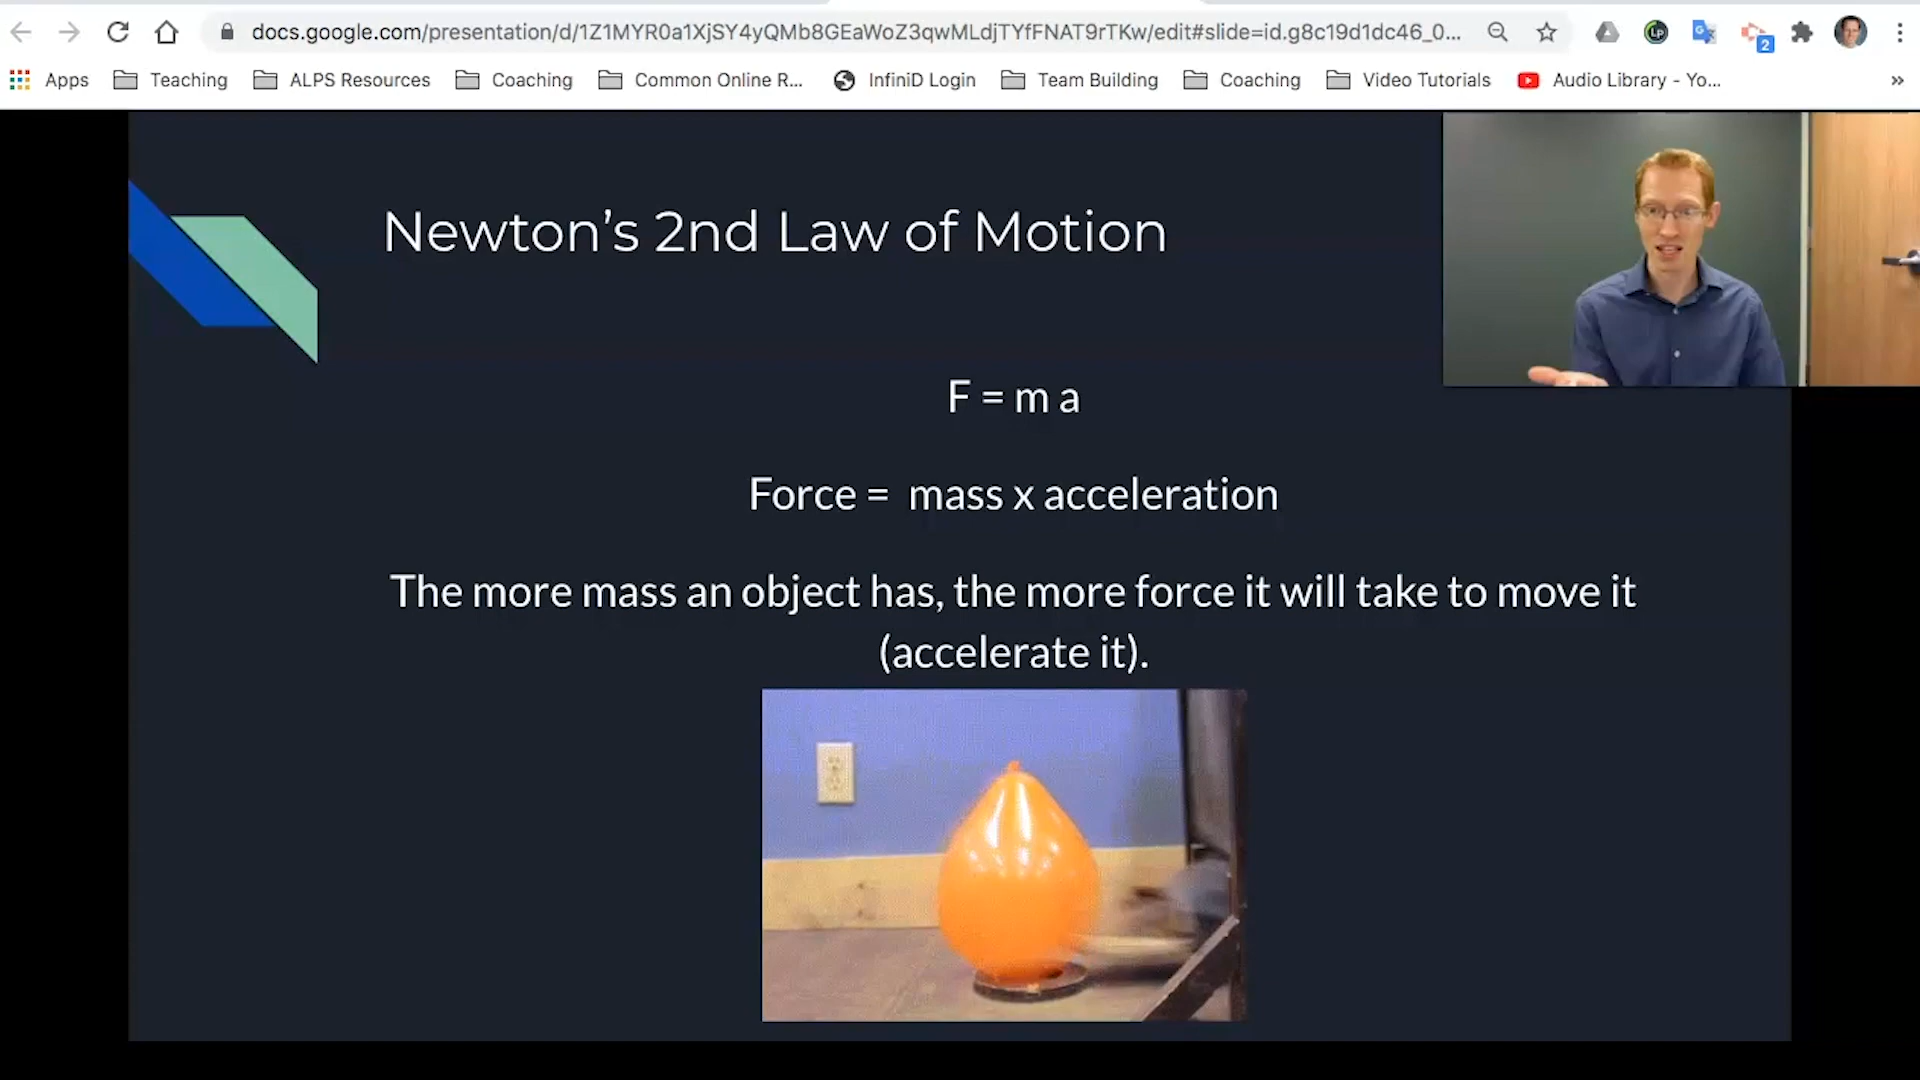 docs.google.com/presentation/d/1Z1MYR0a1XjSY4yQMb8GEaWoZ3qwMLdjTYfFNAT9rTKw/edit#slide=id.g8c19d1dc46_0...
LP
G
2
Apps
Teaching
ALPS Resources
Coaching
Common Online R...
InfiniD Login
Team Building
Coaching
Video Tutorials
Audio Library - Yo...
»
Newton's 2nd Law of Motion
F = m a
Force = mass x acceleration
The more mass an object has, the more force it will take to move it
(accelerate it).